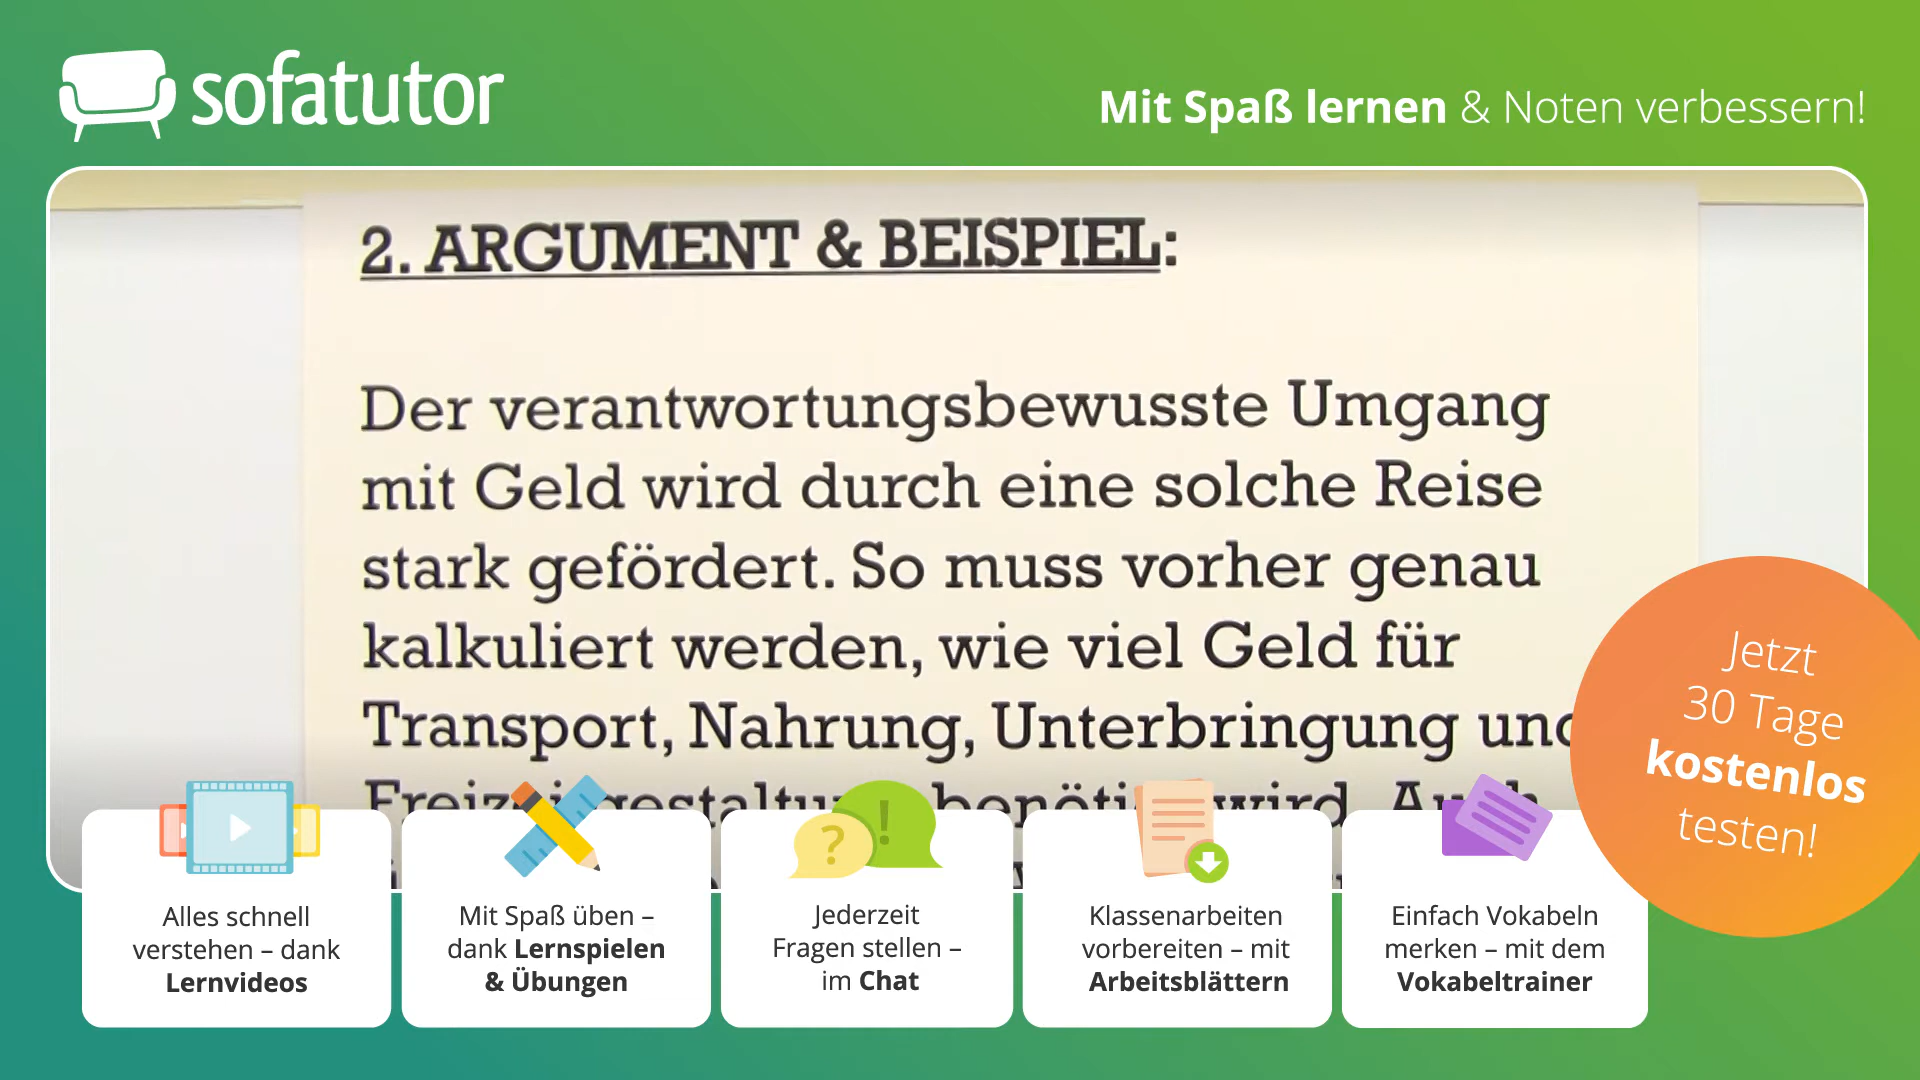 sofatutor
Mit Spaß lernen & Noten verbessern!
2. ARGUMENT & BEISPIEL:
Der verantwortungsbewusste Umgang
mit Geld wird durch eine solche Reise
stark gefördert. So muss vorher genau
kalkuliert werden, wie viel Geld für
Transport, Nahrung, Unterbringung und
wird. Auch
Jetzt
30 Tage
kostenlos
testen!
Alles schnell
verstehen – dank
Lernvideos
Mit Spaß üben –
dank Lernspielen
& Übungen
? !
Jederzeit
Fragen stellen –
im Chat
Klassenarbeiten
vorbereiten – mit
Arbeitsblättern
Einfach Vokabeln
merken – mit dem
Vokabeltrainer